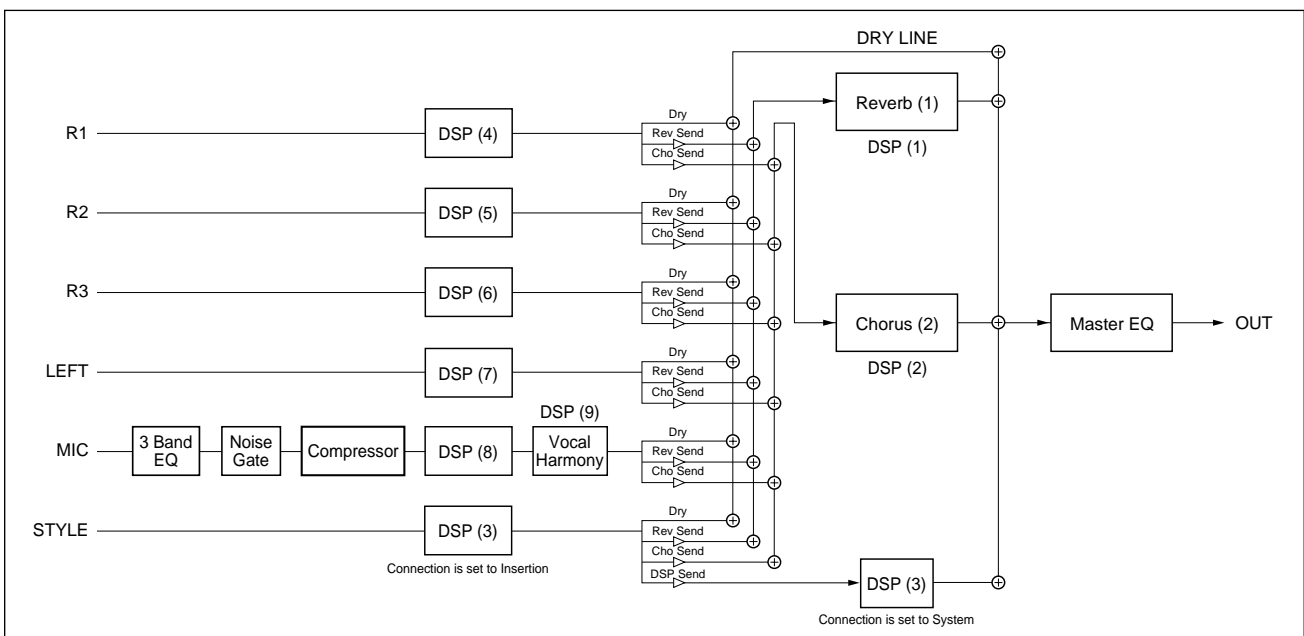 DRY LINE
Reverb (1)
DSP (1)
R1
DSP (4)
Dry
Rev Send
Cho Send
R2
DSP (5)
Dry
Rev Send
Cho Send
R3
DSP (6)
Dry
Rev Send
Cho Send
Chorus (2)
DSP (2)
Master EQ
OUT
LEFT
DSP (7)
Dry
Rev Send
Cho Send
MIC
3 Band
EQ
Noise
Gate
Compressor
DSP (8)
DSP (9)
Vocal
Harmony
Dry
Rev Send
Cho Send
STYLE
DSP (3)
Connection is set to Insertion
Dry
Rev Send
Cho Send
DSP Send
DSP (3)
Connection is set to System